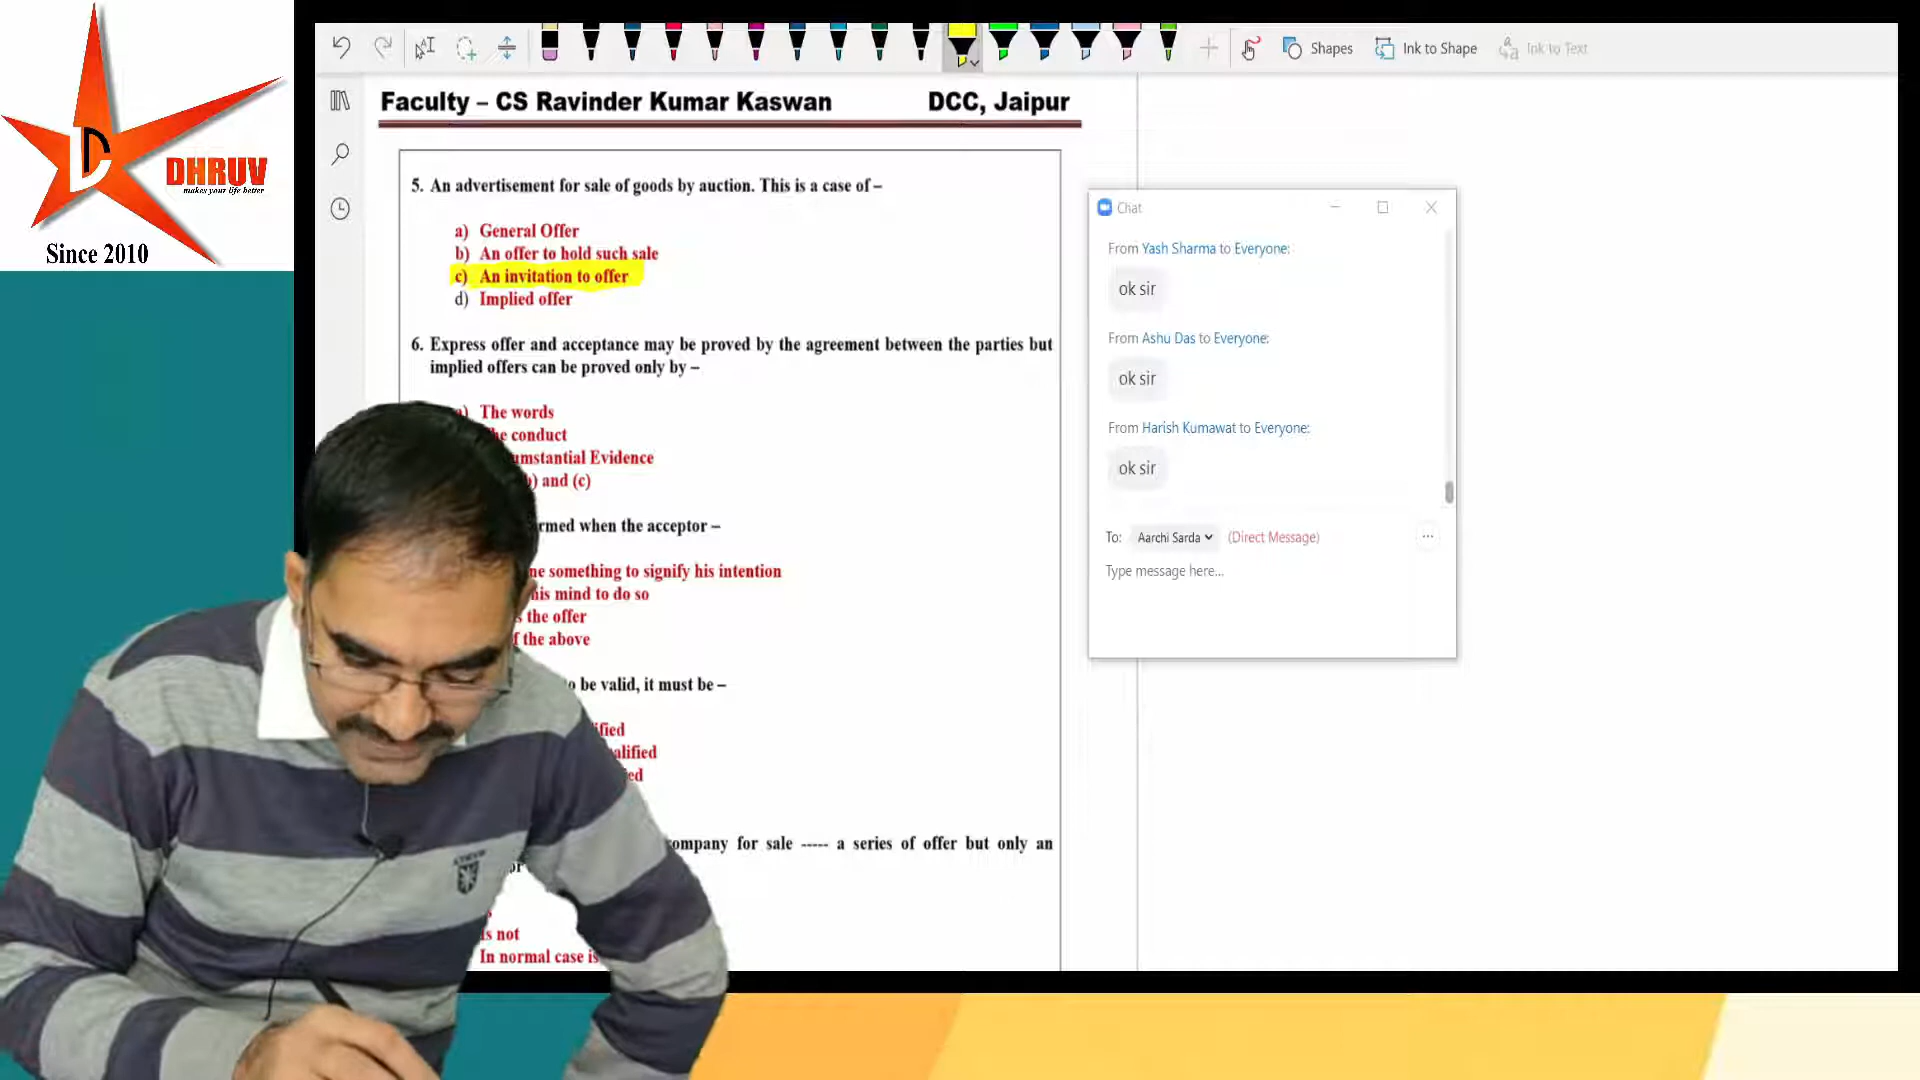 DC
DHRUV
makes your life better
Since 2010
Shapes
Ink to Shape
Ink to Text
Faculty – CS Ravinder Kumar Kaswan DCC, Jaipur
5. An advertisement for sale of goods by auction. This is a case of –
a) General Offer
b) An offer to hold such sale
c) An invitation to offer
d) Implied offer
6. Express offer and acceptance may be proved by the agreement between the parties but
implied offers can be proved only by –
The words
conduct
Evidence
and (c)
when the acceptor –
something to signify his intention
his mind to do so
the offer
the above
be valid, it must be –
for sale ----- a series of offer but only an
Is not
In normal case is
Chat
From Yash Sharma to Everyone:
ok sir
From Ashu Das to Everyone:
ok sir
From Harish Kumawat to Everyone:
ok sir
To: Aarchi Sarda (Direct Message)
Type message here...